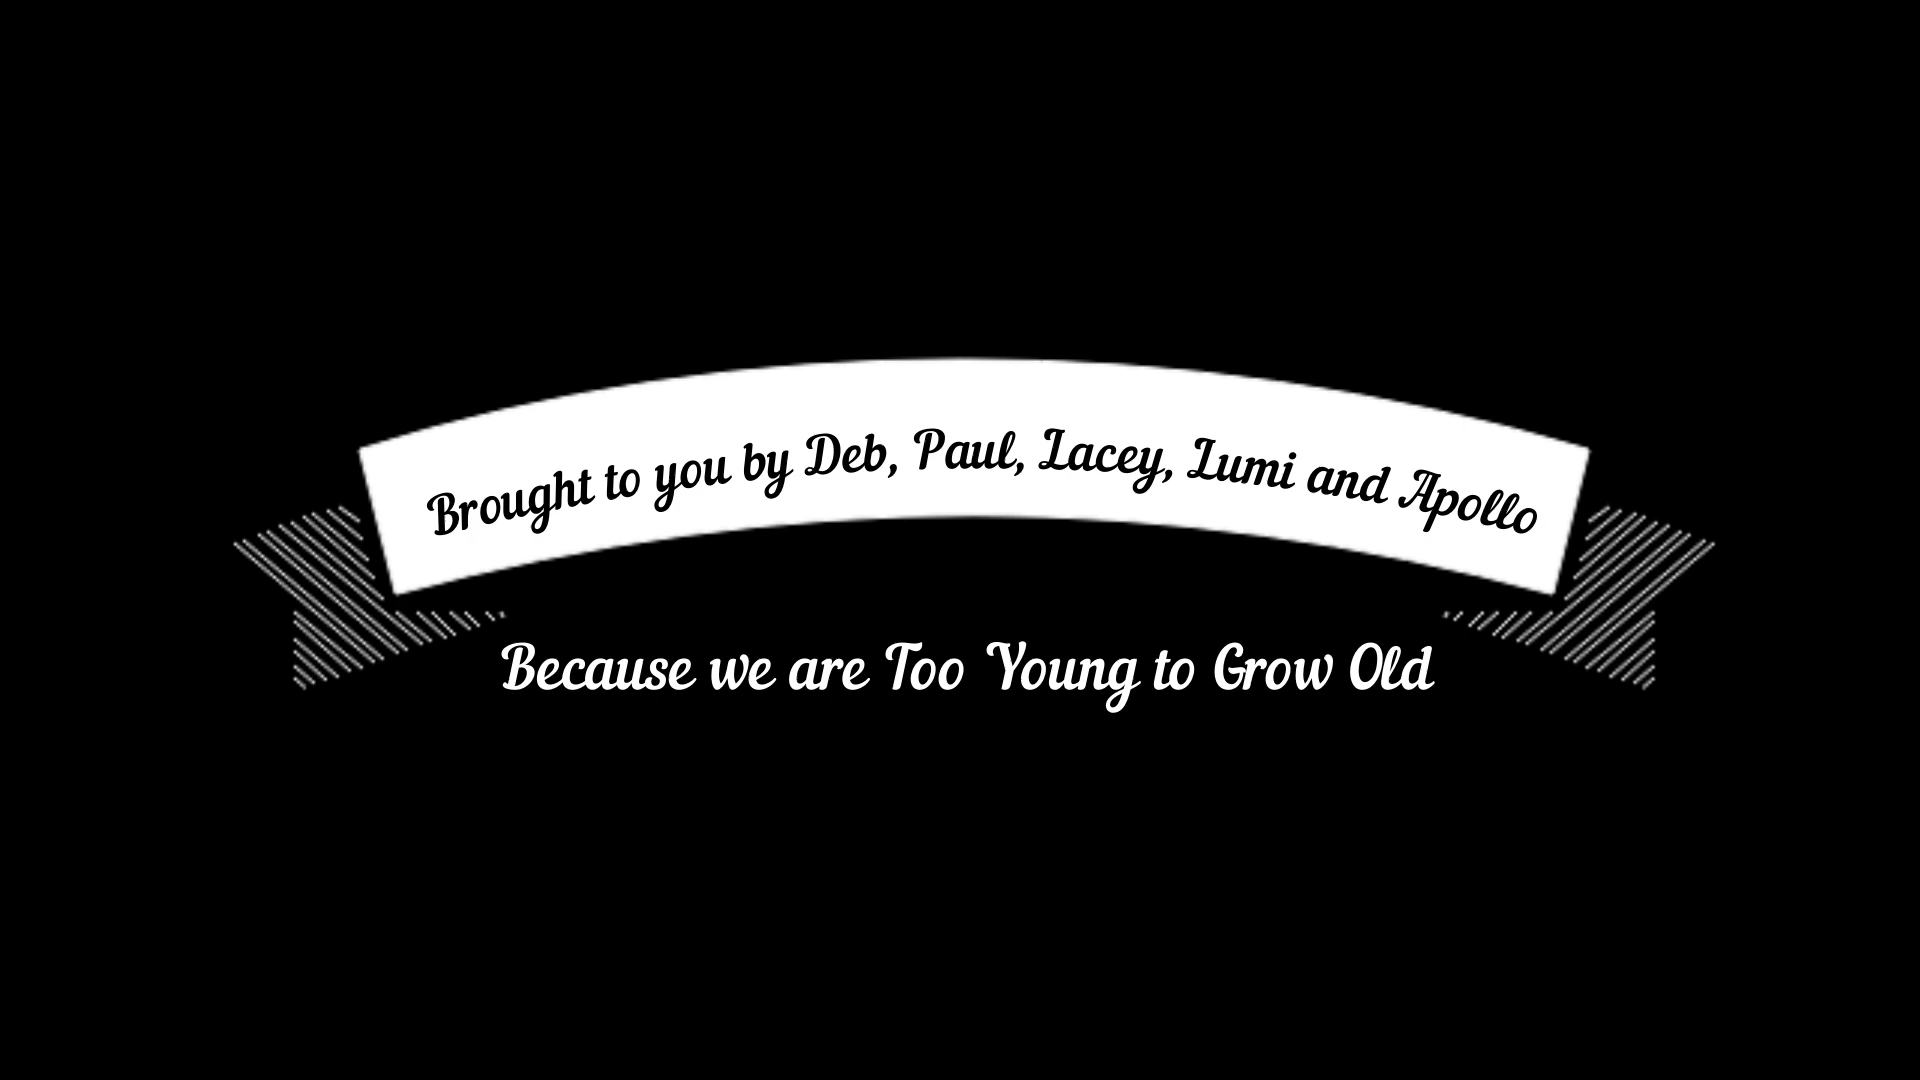 Brought to you by Deb, Paul, Lacey, Lumi and Apollo
Because we are Too Young to Grow Old